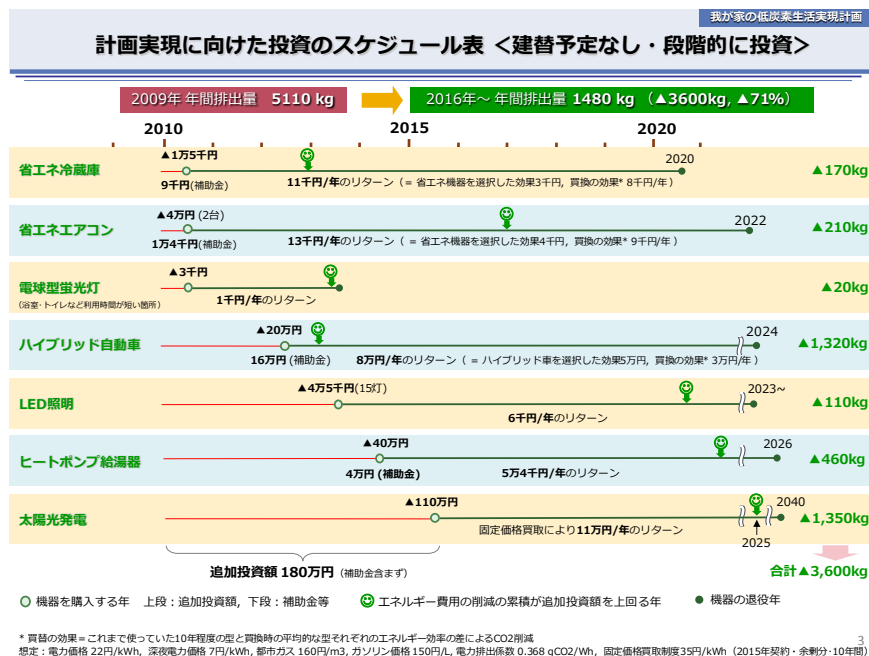 我が家の低炭素生活実現計画
計画実現に向けた投資のスケジュール表 ＜建替予定なし・段階的に投資＞
2009年 年間排出量 5110 kg
2016年～ 年間排出量 1480 kg （▲3600kg, ▲71%）
2010 2015 2020
省エネ冷蔵庫
▲1万5千円
9千円(補助金)
11千円/年のリターン（ = 省エネ機器を選択した効果3千円，買換の効果* 8千円/年 ）
2020
▲170kg
省エネエアコン
▲4万円 (2台)
1万4千円(補助金)
13千円/年のリターン（ = 省エネ機器を選択した効果4千円，買換の効果* 9千円/年 ）
2022
▲210kg
電球型蛍光灯
（浴室･トイレなど利用時間が短い箇所）
▲3千円
1千円/年のリターン
▲20kg
ハイブリッド自動車
▲20万円
16万円 (補助金)
8万円/年のリターン（ = ハイブリッド車を選択した効果5万円，買換の効果* 3万円/年 ）
2024
▲1,320kg
LED照明
▲4万5千円(15灯)
6千円/年のリターン
2023~
▲110kg
ヒートポンプ給湯器
▲40万円
4万円 (補助金)
5万4千円/年のリターン
2026
▲460kg
太陽光発電
▲110万円
固定価格買取により11万円/年のリターン
2040
2025
▲1,350kg
追加投資額 180万円（補助金含まず）
合計▲3,600kg
機器を購入する年 上段：追加投資額，下段：補助金等
エネルギー費用の削減の累積が追加投資額を上回る年
機器の退役年
* 買替の効果＝これまで使っていた10年程度の型と買換時の平均的な型それぞれのエネルギー効率の差によるCO2削減
想定：電力価格 22円/kWh，深夜電力価格 7円/kWh, 都市ガス 160円/m3, ガソリン価格 150円/L, 電力排出係数 0.368 gCO2/Wh，固定価格買取制度35円/kWh（2015年契約・余剰分･10年間）
3